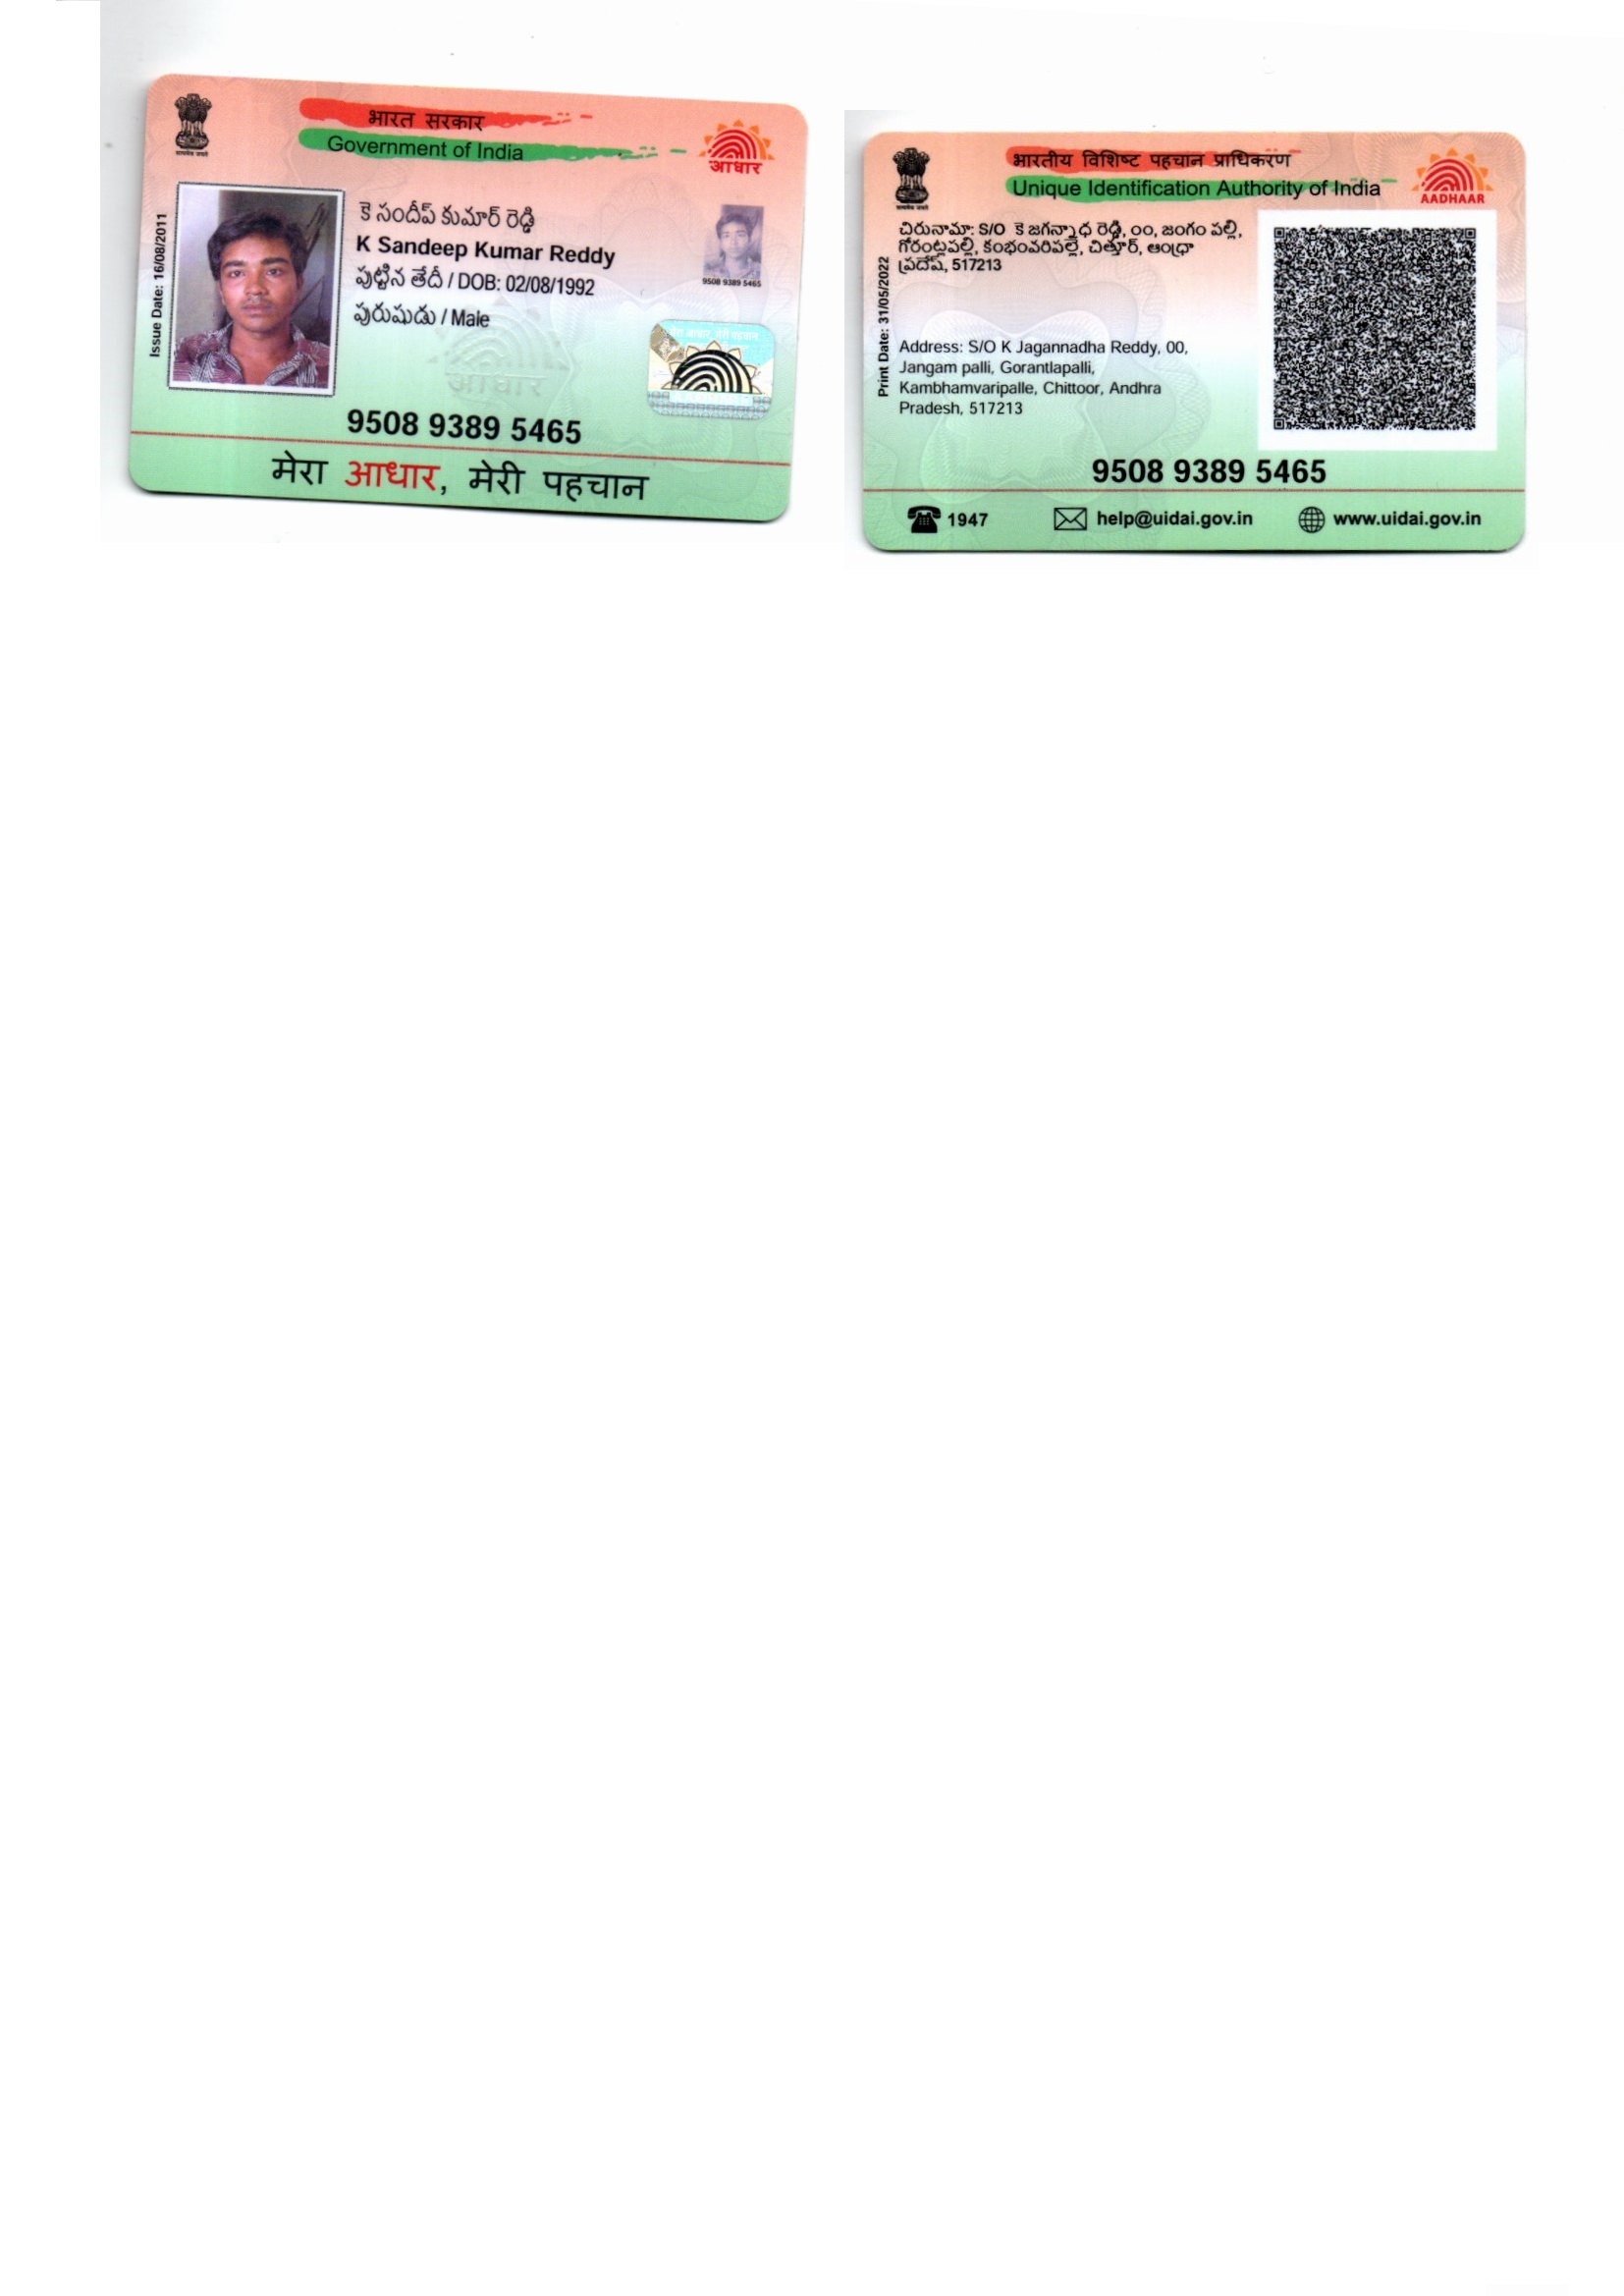 भारत सरकार
Government of India
आधार
Issue Date: 16/08/2011
కె సందీప్ కుమార్ రెడ్డి
K Sandeep Kumar Reddy
పుట్టిన తేదీ / DOB: 02/08/1992
పురుషుడు / Male
9508 9389 5465
आधार
9508 9389 5465
मेरा आधार, मेरी पहचान
भारतीय विशिष्ट पहचान प्राधिकरण
Unique Identification Authority of India
AADHAAR
Print Date: 31/05/2022
చిరునామా: S/O కె జగన్నాధ రెడ్డి, ౦౦, జంగం పల్లి,
గోరంట్లపల్లి, కంభంవరిపల్లె, చిత్తూర్, ఆంధ్రా
ప్రదేష్, 517213
Address: S/O K Jagannadha Reddy, 00,
Jangam palli, Gorantlapalli,
Kambhamvaripalle, Chittoor, Andhra
Pradesh, 517213
9508 9389 5465
1947
help@uidai.gov.in
www.uidai.gov.in